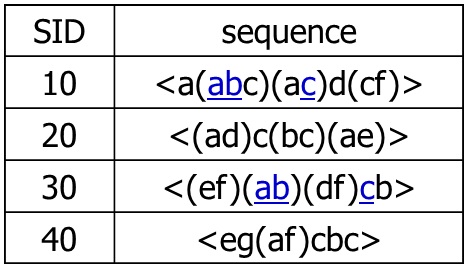 SID sequence
10 <a(abc)(ac)d(cf)>
20 <(ad)c(bc)(ae)>
30 <(ef)(ab)(df)cb>
40 <eg(af)cbc>